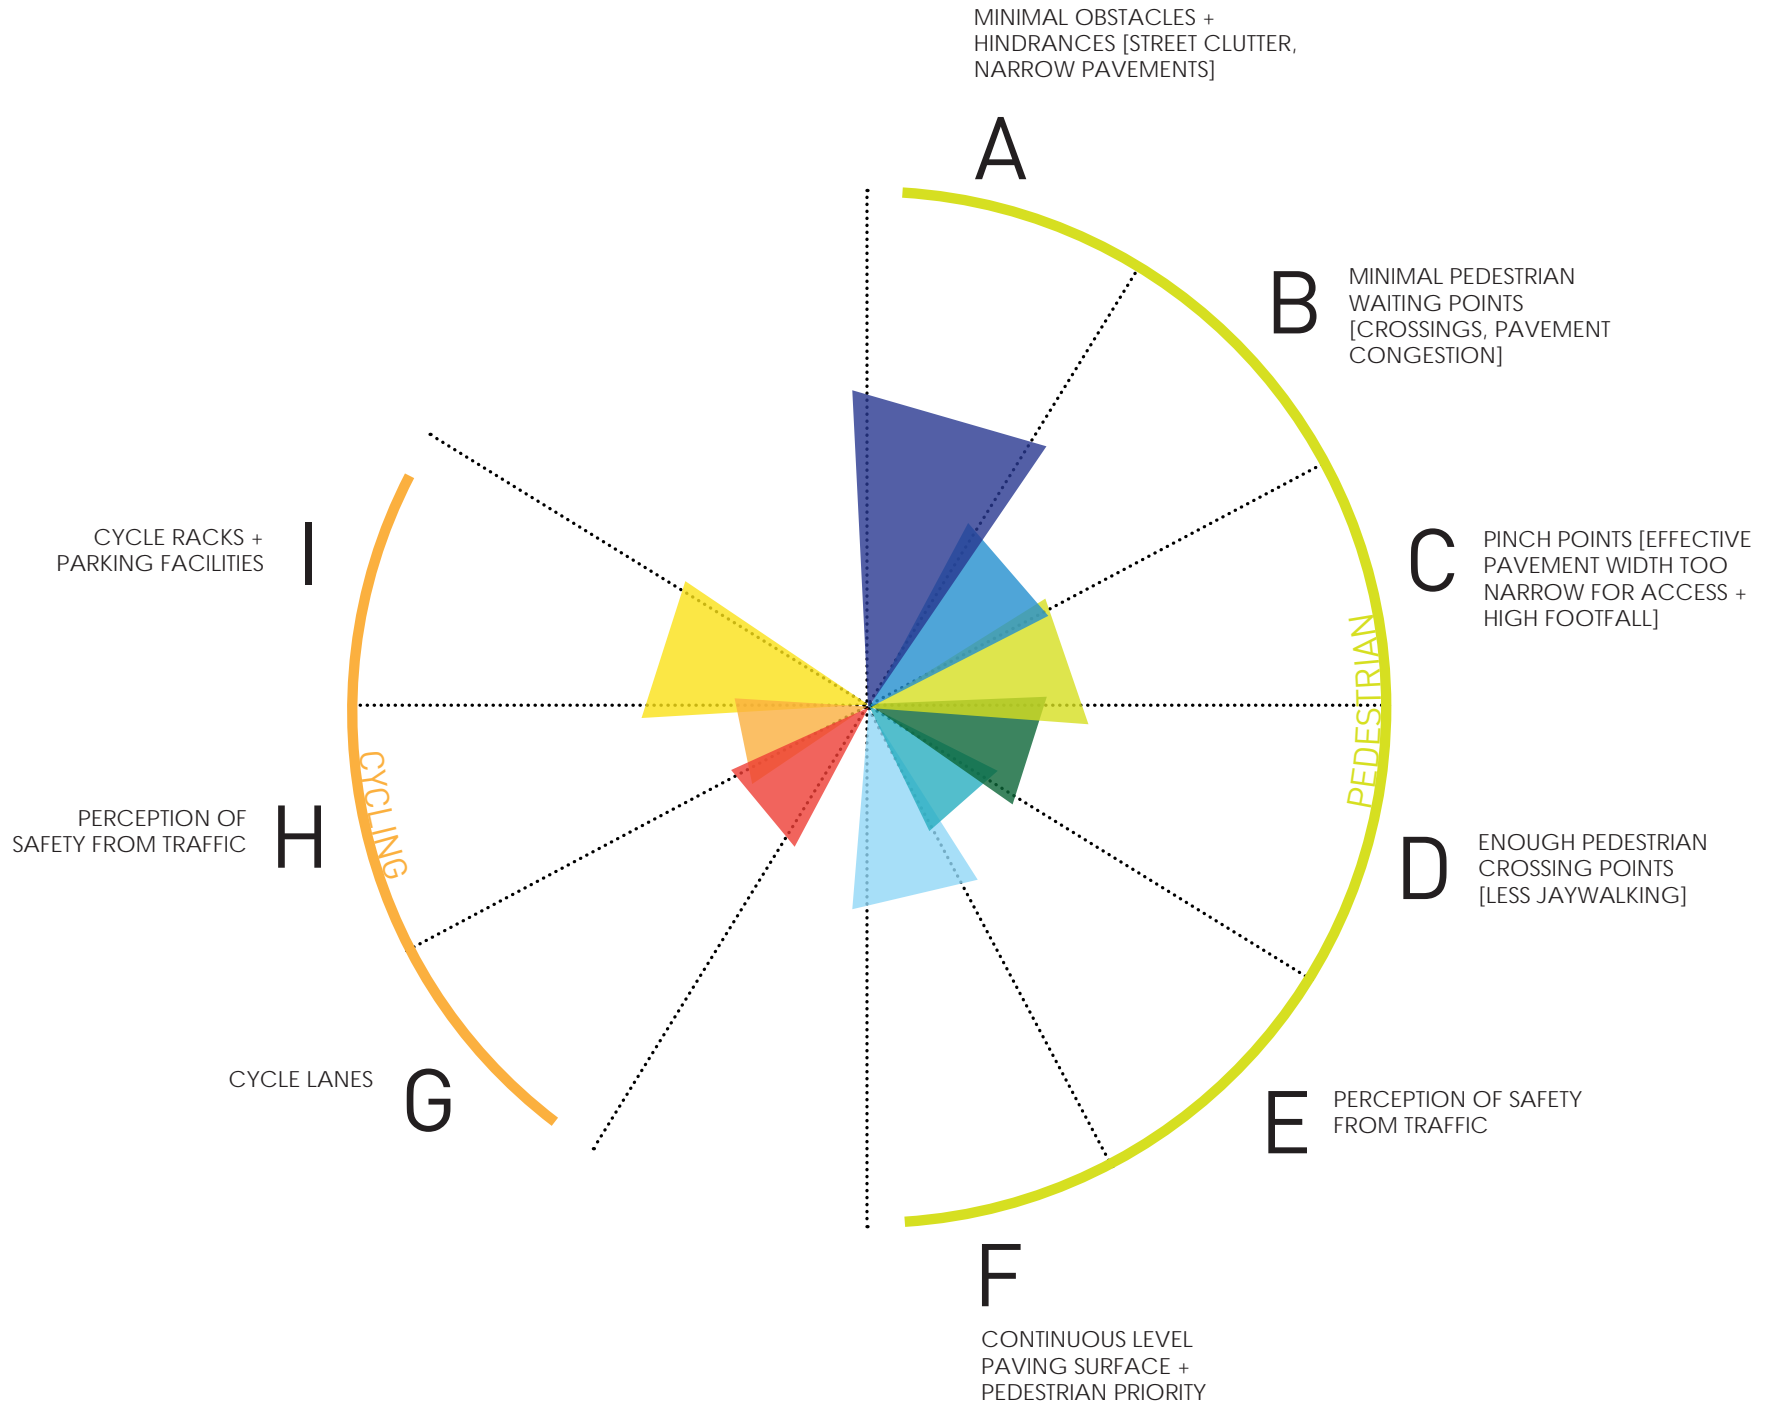 MINIMAL OBSTACLES +
HINDRANCES [STREET CLUTTER,
NARROW PAVEMENTS]
A
B
MINIMAL PEDESTRIAN
WAITING POINTS
[CROSSINGS, PAVEMENT
CONGESTION]
C
PINCH POINTS [EFFECTIVE
PAVEMENT WIDTH TOO
NARROW FOR ACCESS +
HIGH FOOTFALL]
PEDESTRIAN
D
ENOUGH PEDESTRIAN
CROSSING POINTS
[LESS JAYWALKING]
E
PERCEPTION OF SAFETY
FROM TRAFFIC
F
CONTINUOUS LEVEL
PAVING SURFACE +
PEDESTRIAN PRIORITY
CYCLE LANES
G
PERCEPTION OF
SAFETY FROM TRAFFIC
H
CYCLING
CYCLE RACKS +
PARKING FACILITIES
I